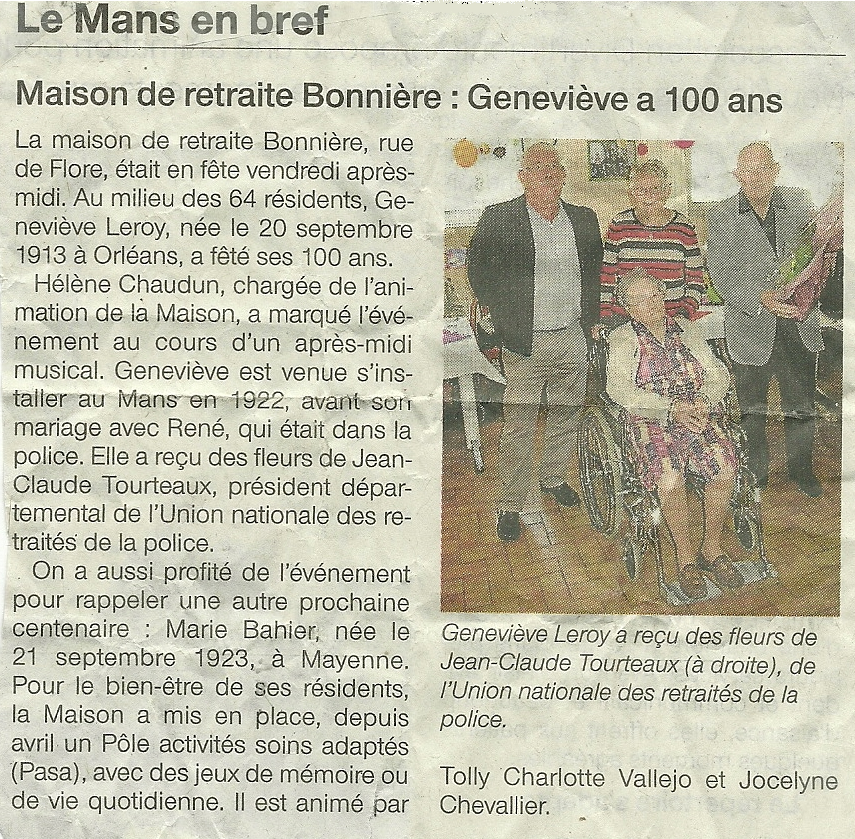 Le Mans en bref
Maison de retraite Bonnière : Geneviève a 100 ans
La maison de retraite Bonnière, rue
de Flore, était en fête vendredi après-
midi. Au milieu des 64 résidents, Ge-
neviève Leroy, née le 20 septembre
1913 à Orléans, a fêté ses 100 ans.
Hélène Chaudun, chargée de l'ani-
mation de la Maison, a marqué l'évé-
nement au cours d'un après-midi
musical. Geneviève est venue s'ins-
taller au Mans en 1922, avant son
mariage avec René, qui était dans la
police. Elle a reçu des fleurs de Jean-
Claude Tourteaux, président dépar-
temental de l'Union nationale des re-
traités de la police.
On a aussi profité de l'événement
pour rappeler une autre prochaine
centenaire : Marie Bahier, née le
21 septembre 1923, à Mayenne.
Pour le bien-être de ses résidents,
la Maison a mis en place, depuis
avril un Pôle activités soins adaptés
(Pasa), avec des jeux de mémoire ou
de vie quotidienne. Il est animé par
Geneviève Leroy a reçu des fleurs de
Jean-Claude Tourteaux (à droite), de
l'Union nationale des retraités de la
police.
Tolly Charlotte Vallejo et Jocelyne
Chevallier.